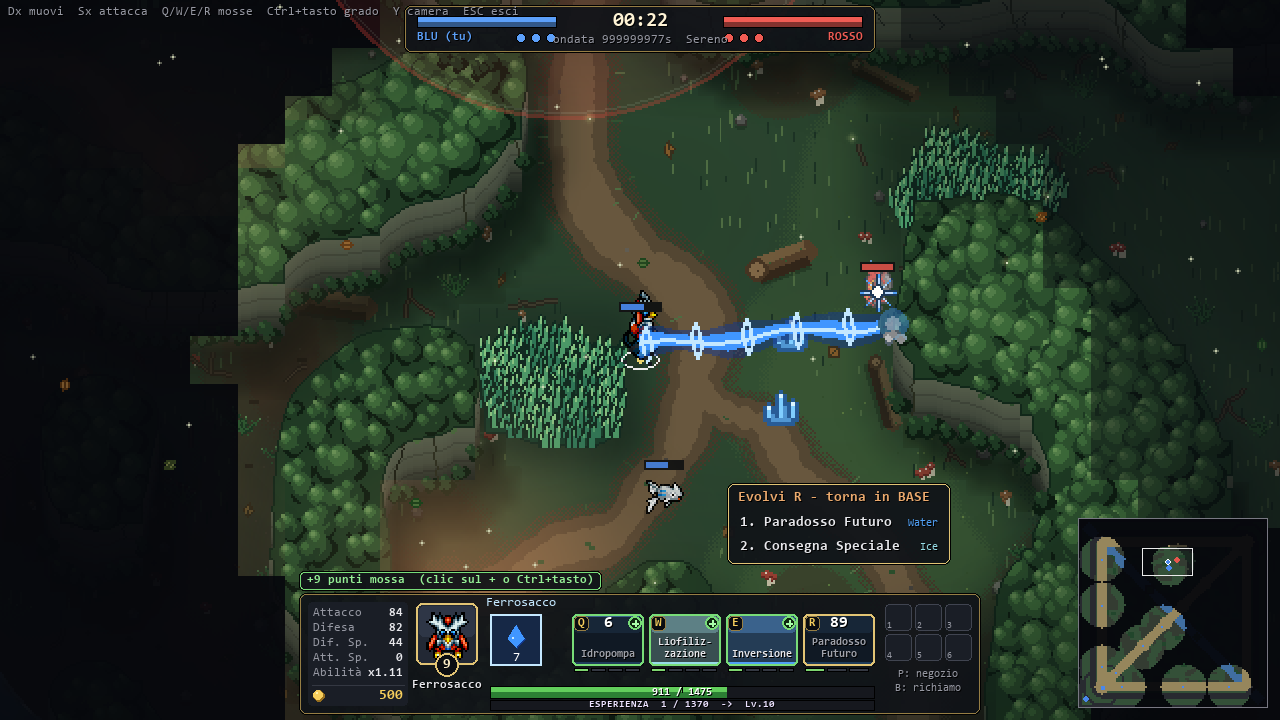 Dx muovi  Sx attacca  Q/W/E/R mosse  Ctrl+tasto grado  Y camera  ESC esci
00:22
BLU (tu)
ondata 999999977s  Sereno
ROSSO
Evolvi R - torna in BASE
1. Paradosso Futuro  Water
2. Consegna Speciale  Ice
+9 punti mossa  (clic sul + o Ctrl+tasto)
Attacco 84
Difesa 82
Dif. Sp. 44
Att. Sp. 0
Abilità x1.11
500
9
Ferrosacco
Ferrosacco
7
Q 6 +
Idropompa
W +
Liofiliz-
zazione
E +
Inversione
R 89
Paradosso
Futuro
1 2 3
4 5 6
P: negozio
B: richiamo
911 / 1475
ESPERIENZA  1 / 1370  ->  Lv.10